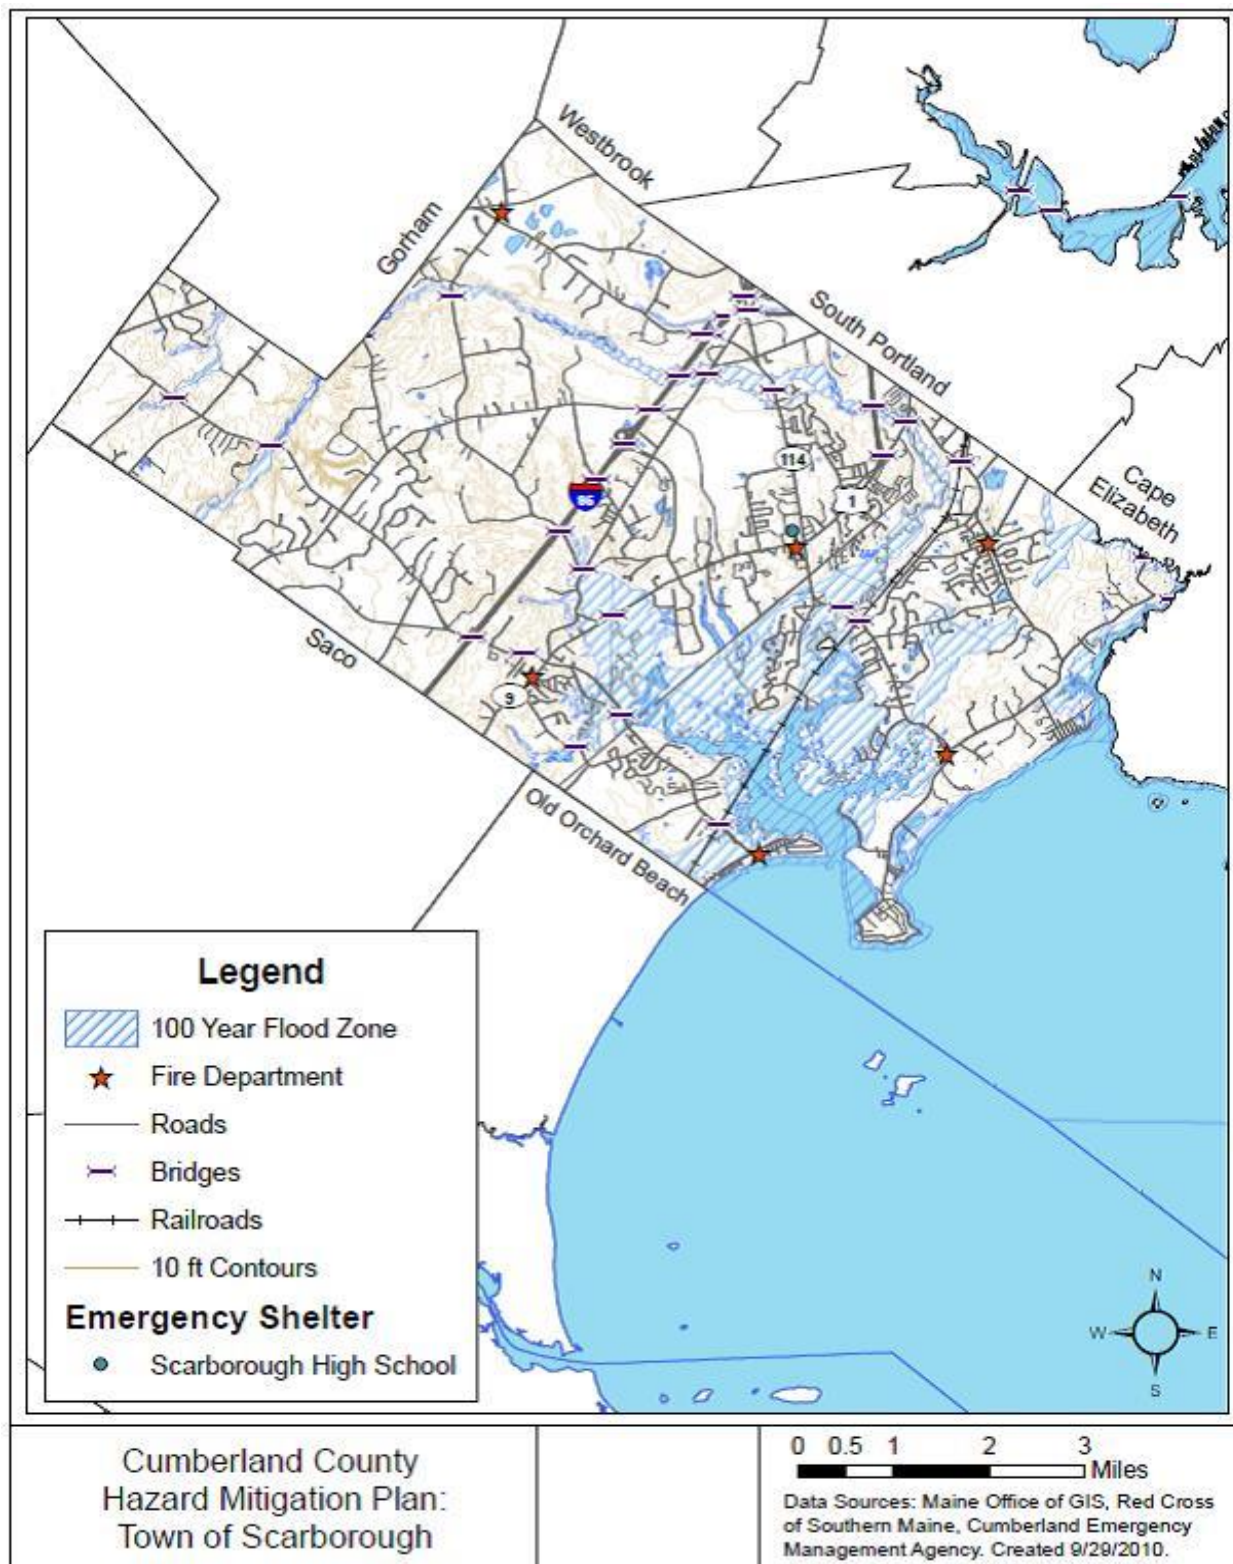 Westbrook
Gorham
South Portland
114
1
95
Cape
Elizabeth
Saco
9
Old Orchard Beach
Legend
100 Year Flood Zone
Fire Department
Roads
Bridges
Railroads
10 ft Contours
Emergency Shelter
Scarborough High School
N
W E
S
Cumberland County
Hazard Mitigation Plan:
Town of Scarborough
0 0.5 1 2 3
Miles
Data Sources: Maine Office of GIS, Red Cross
of Southern Maine, Cumberland Emergency
Management Agency. Created 9/29/2010.